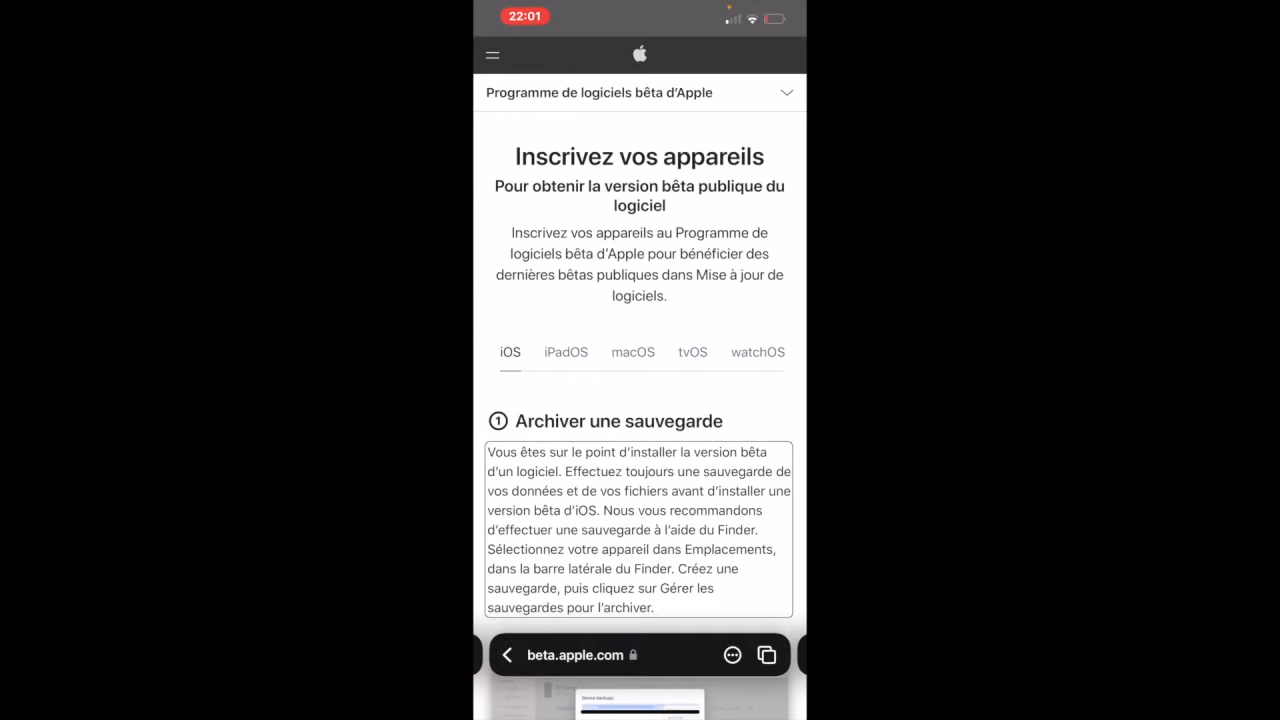 22:01
Programme de logiciels bêta d’Apple
Inscrivez vos appareils
Pour obtenir la version bêta publique du
logiciel
Inscrivez vos appareils au Programme de
logiciels bêta d’Apple pour bénéficier des
dernières bêtas publiques dans Mise à jour de
logiciels.
iOS iPadOS macOS tvOS watchOS
1 Archiver une sauvegarde
Vous êtes sur le point d’installer la version bêta
d’un logiciel. Effectuez toujours une sauvegarde de
vos données et de vos fichiers avant d’installer une
version bêta d’iOS. Nous vous recommandons
d’effectuer une sauvegarde à l’aide du Finder.
Sélectionnez votre appareil dans Emplacements,
dans la barre latérale du Finder. Créez une
sauvegarde, puis cliquez sur Gérer les
sauvegardes pour l’archiver.
beta.apple.com
Device backups: